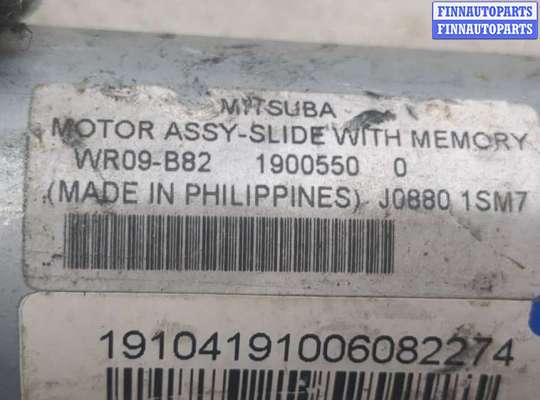 FINNAUTOPARTS
FINNAUTOPARTS
MITSUBA
MOTOR ASSY-SLIDE WITH MEMORY
WR09-B82 1900550 0
(MADE IN PHILIPPINES) J0880 1SM7
19104191006082274